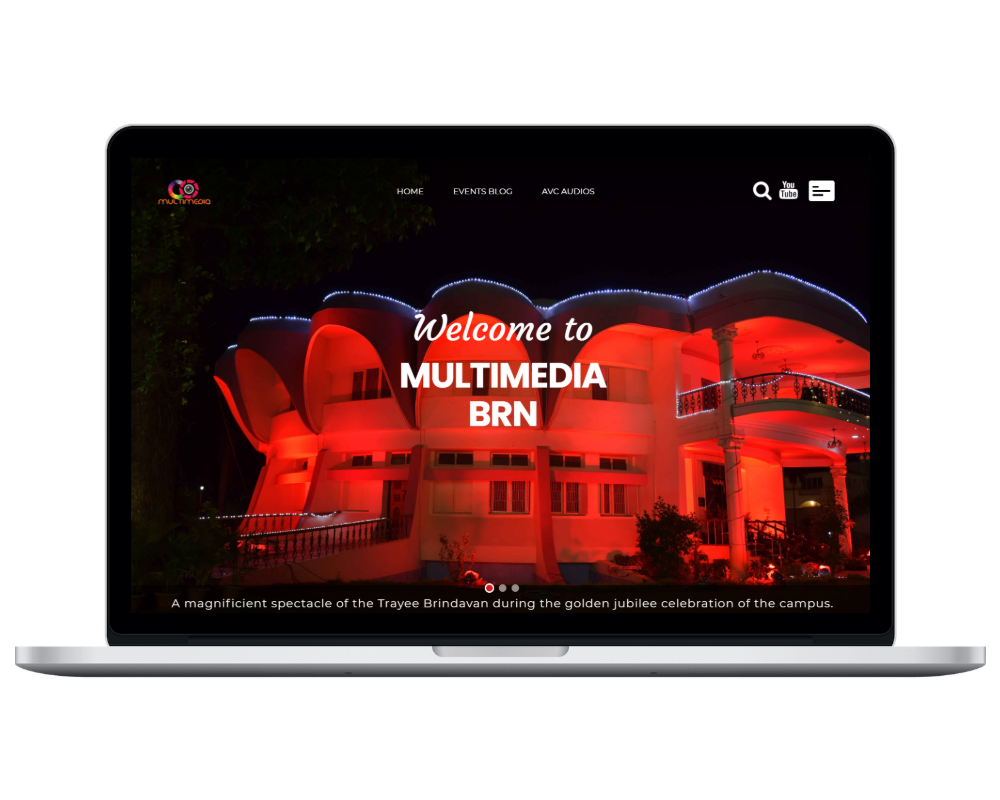 MULTIMEDIA
HOME
EVENTS BLOG
AVC AUDIOS
You
Tube
Welcome to
MULTIMEDIA
BRN
A magnificient spectacle of the Trayee Brindavan during the golden jubilee celebration of the campus.